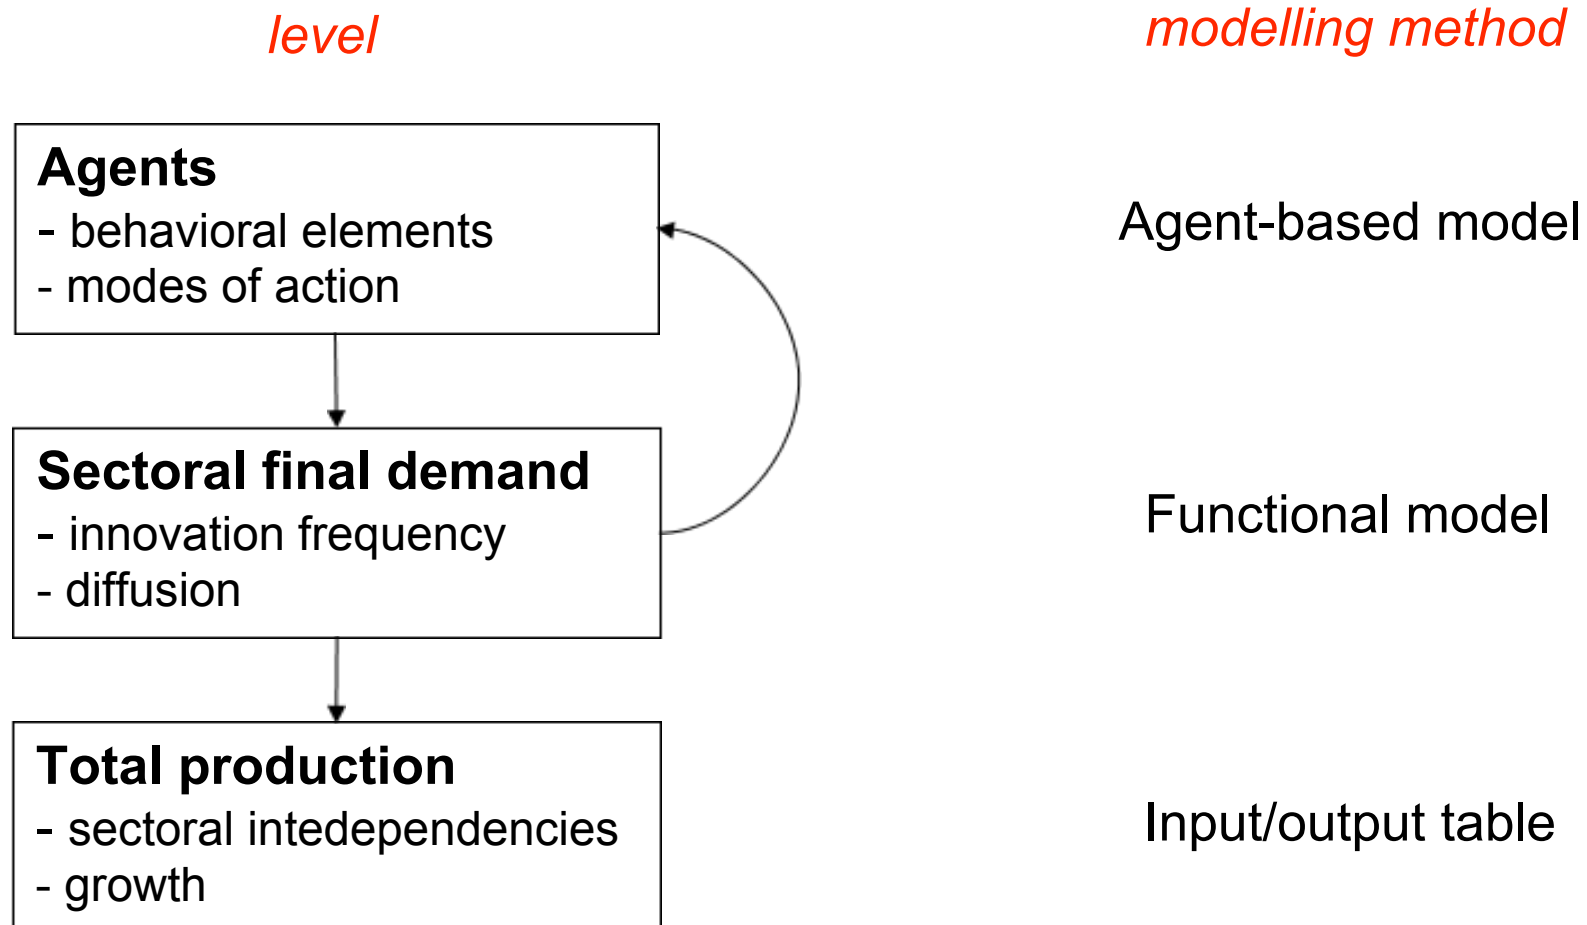 level
modelling method
Agents
- behavioral elements
- modes of action
Agent-based model
Sectoral final demand
- innovation frequency
- diffusion
Functional model
Total production
- sectoral intedependencies
- growth
Input/output table